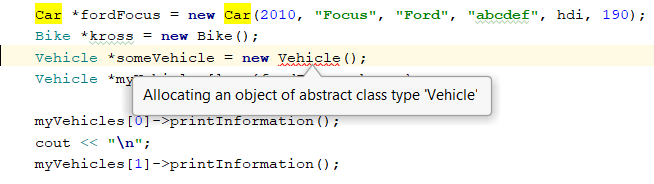 Car *fordFocus = new Car(2010, "Focus", "Ford", "abcdef", hdi, 190);
Bike *kross = new Bike();
Vehicle *someVehicle = new Vehicle();
Vehicle *my
Allocating an object of abstract class type 'Vehicle'
myVehicles[0]->printInformation();
cout << "\n";
myVehicles[1]->printInformation();